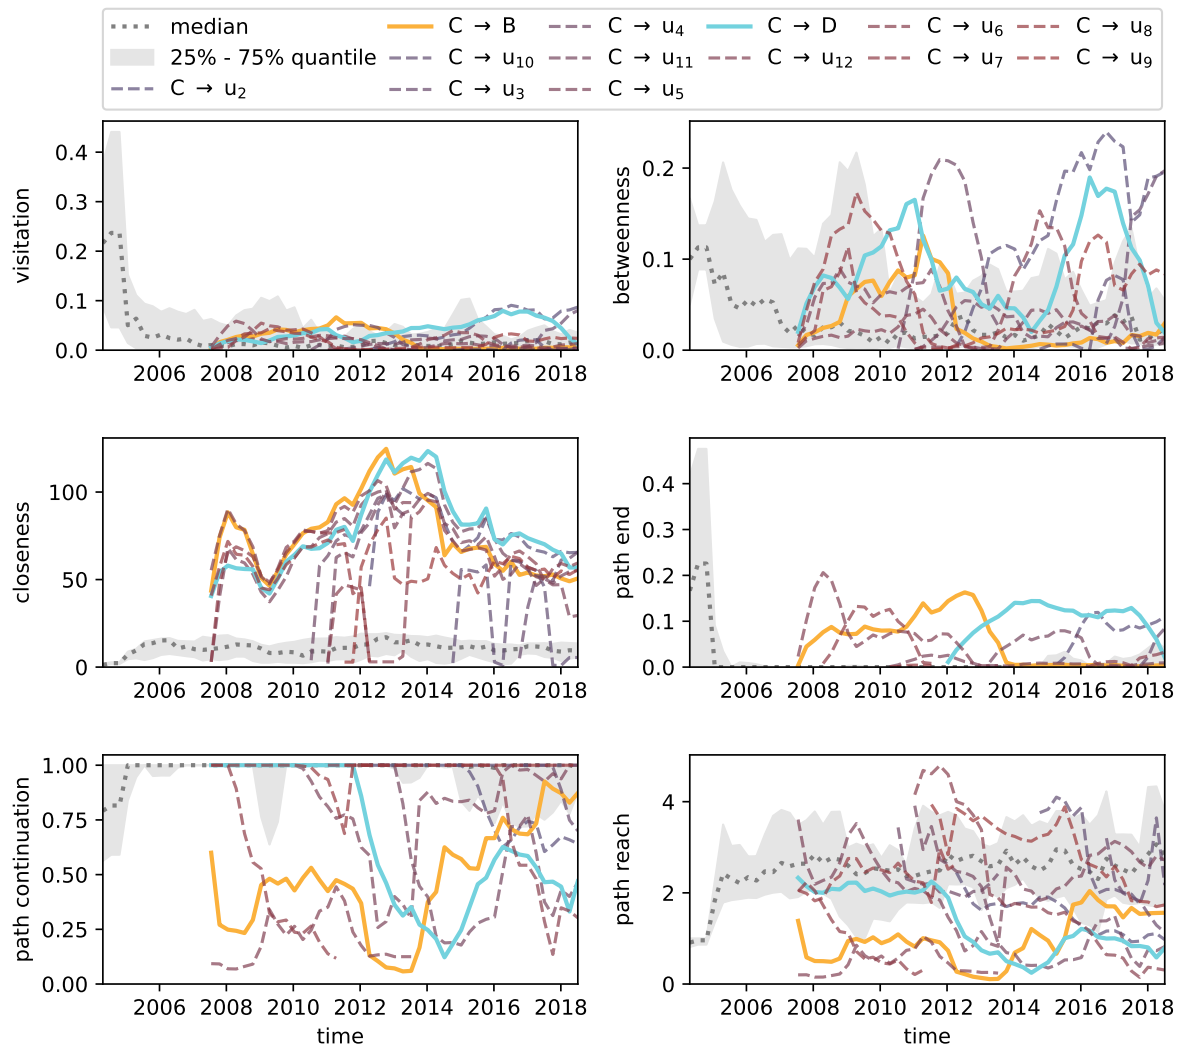 median
C → B
C → u4
C → D
C → u6
C → u8
25% - 75% quantile
C → u10
C → u11
C → u12
C → u7
C → u9
C → u2
C → u3
C → u5
visitation
0.4
0.3
0.2
0.1
0.0
2006 2008 2010 2012 2014 2016 2018
betweenness
0.2
0.1
0.0
2006 2008 2010 2012 2014 2016 2018
closeness
100
50
0
2006 2008 2010 2012 2014 2016 2018
path end
0.4
0.3
0.2
0.1
0.0
2006 2008 2010 2012 2014 2016 2018
path continuation
1.00
0.75
0.50
0.25
0.00
2006 2008 2010 2012 2014 2016 2018
time
path reach
4
2
0
2006 2008 2010 2012 2014 2016 2018
time